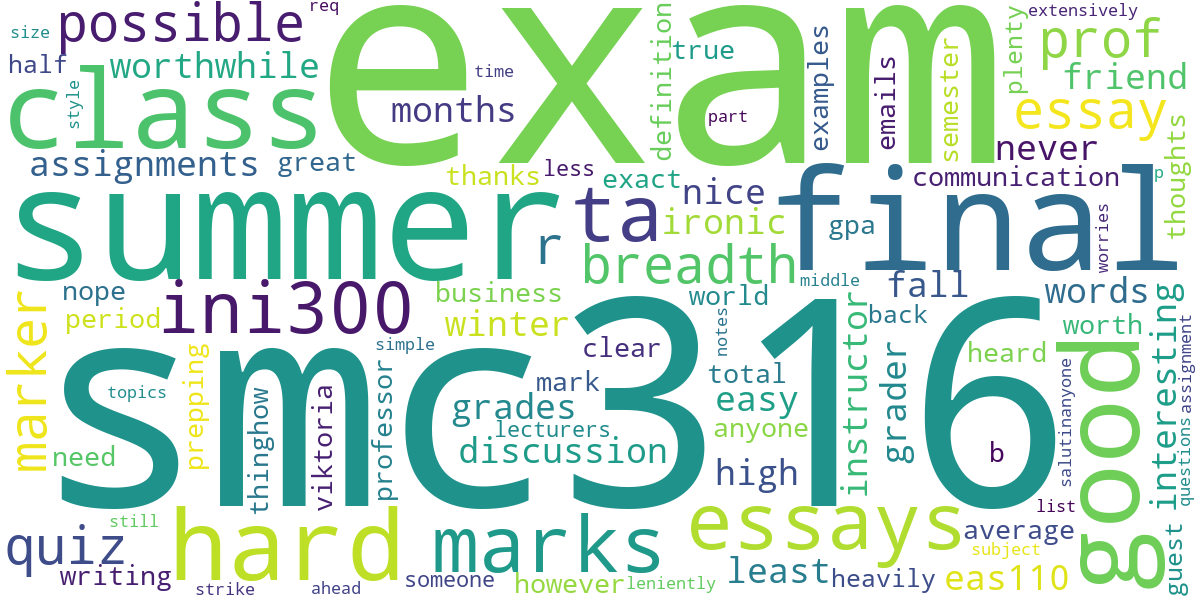 req
size
possible
exam
extensively
half
worthwhile
class
style
time
months
definition
true
examples
emails
semester
plenty
prof
friend
essay
part
never
assignments
great
thanks
less
exact
nice
communication
p
thoughts
summer
r
ta
ironic
gpa
final
worries
breadth
nope
period
ini300
business
winter
world
middle
fall
back
words
worth
marker
prepping
simple
clear
notes
instructor
heard
smc316
topics
thinghow
viktoria
professor
mark
grades
lecturers
discussion
total
easy
anyone
high
grader
b
salutinanyone
good
interesting
questions
assignment
need
still
hard
marks
essays
average
list
quiz
writing
strike
ahead
someone
however
leniently
least
heavily
subject
eas110
guest